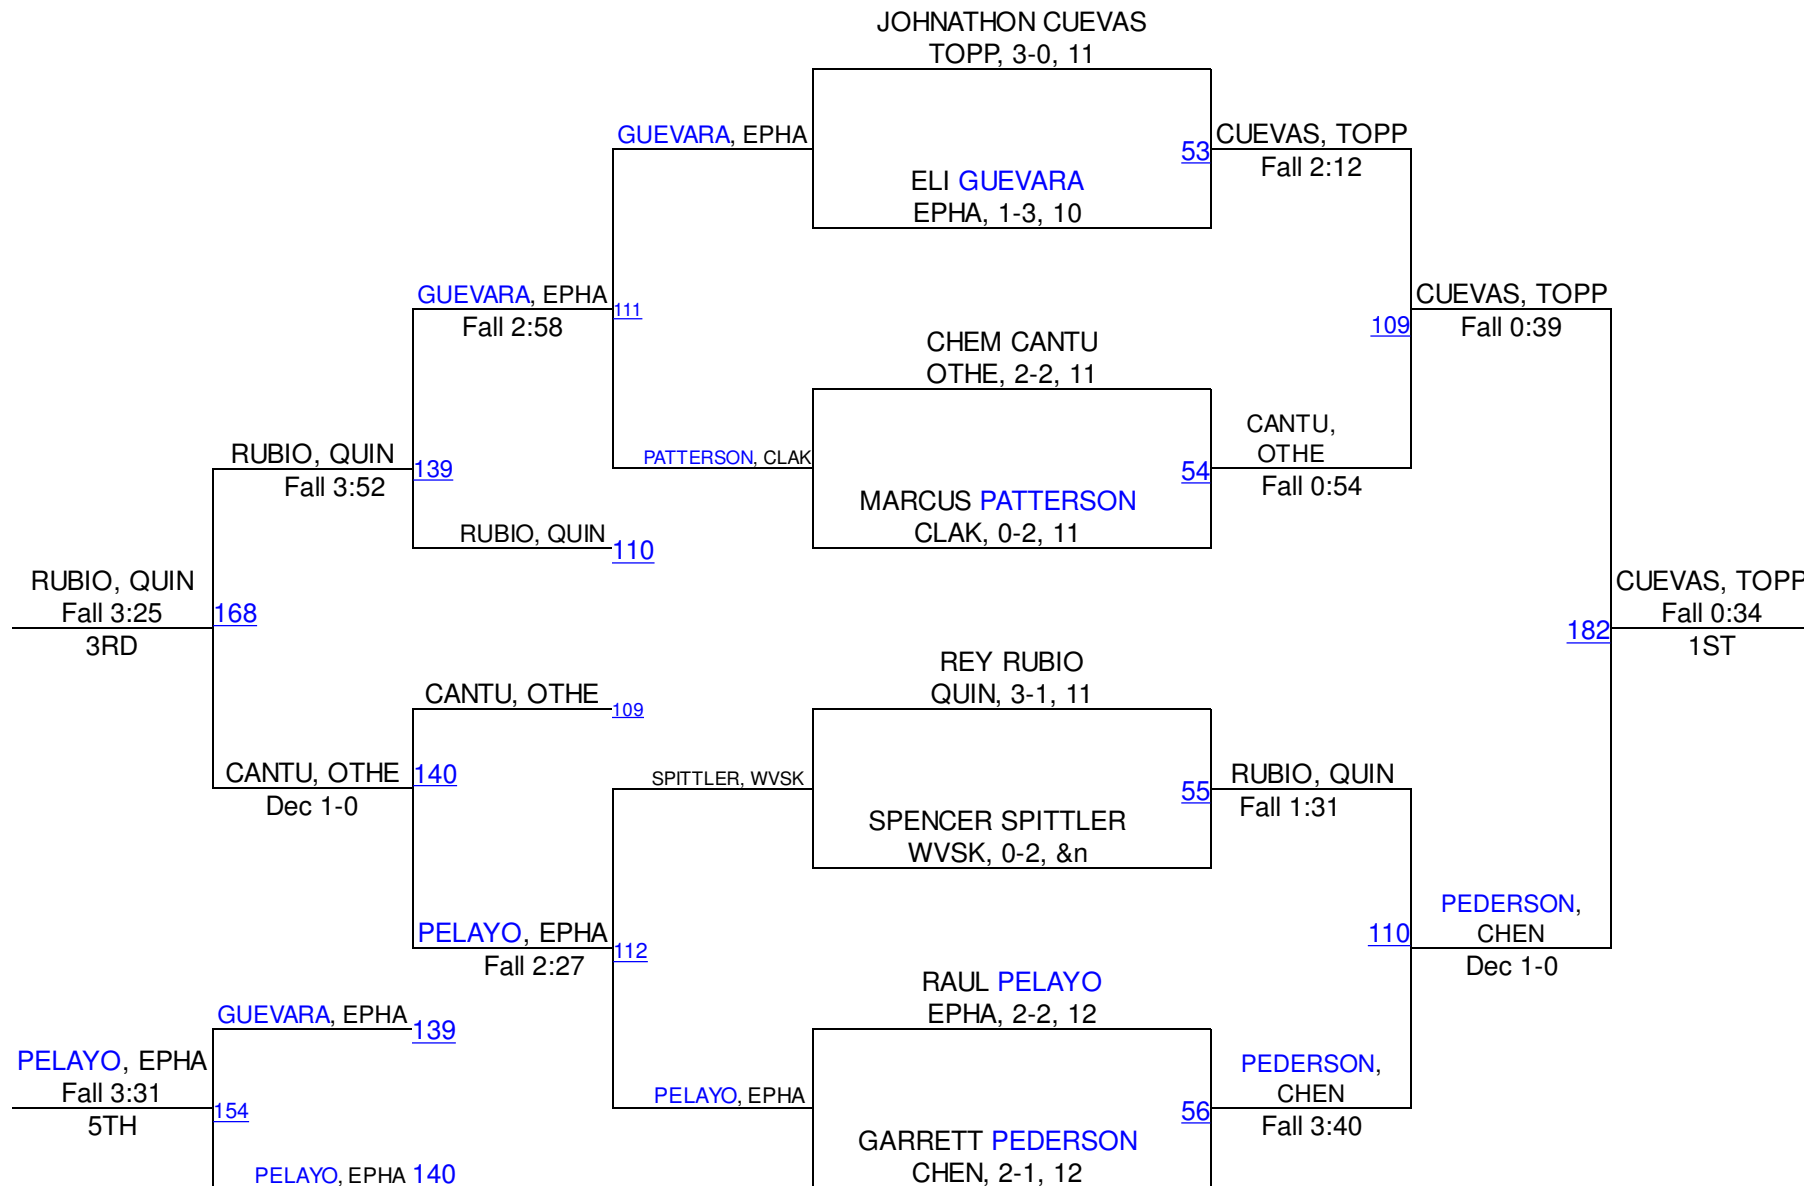 JOHNATHON CUEVAS
TOPP, 3-0, 11
GUEVARA, EPHA
53
CUEVAS, TOPP
Fall 2:12
ELI GUEVARA
EPHA, 1-3, 10
GUEVARA, EPHA
Fall 2:58
111
CUEVAS, TOPP
109
Fall 0:39
CHEM CANTU
OTHE, 2-2, 11
RUBIO, QUIN
Fall 3:52
139
PATTERSON, CLAK
54
CANTU,
OTHE
Fall 0:54
MARCUS PATTERSON
CLAK, 0-2, 11
RUBIO, QUIN
110
RUBIO, QUIN
Fall 3:25
3RD
168
182
CUEVAS, TOPP
Fall 0:34
1ST
REY RUBIO
QUIN, 3-1, 11
CANTU, OTHE
109
CANTU, OTHE
Dec 1-0
140
SPITTLER, WVSK
55
RUBIO, QUIN
Fall 1:31
SPENCER SPITTLER
WVSK, 0-2, &n
PELAYO, EPHA
Fall 2:27
112
110
PEDERSON,
CHEN
Dec 1-0
RAUL PELAYO
EPHA, 2-2, 12
GUEVARA, EPHA
139
PELAYO, EPHA
Fall 3:31
5TH
154
PELAYO, EPHA
56
PEDERSON,
CHEN
Fall 3:40
GARRETT PEDERSON
CHEN, 2-1, 12
PELAYO, EPHA 140